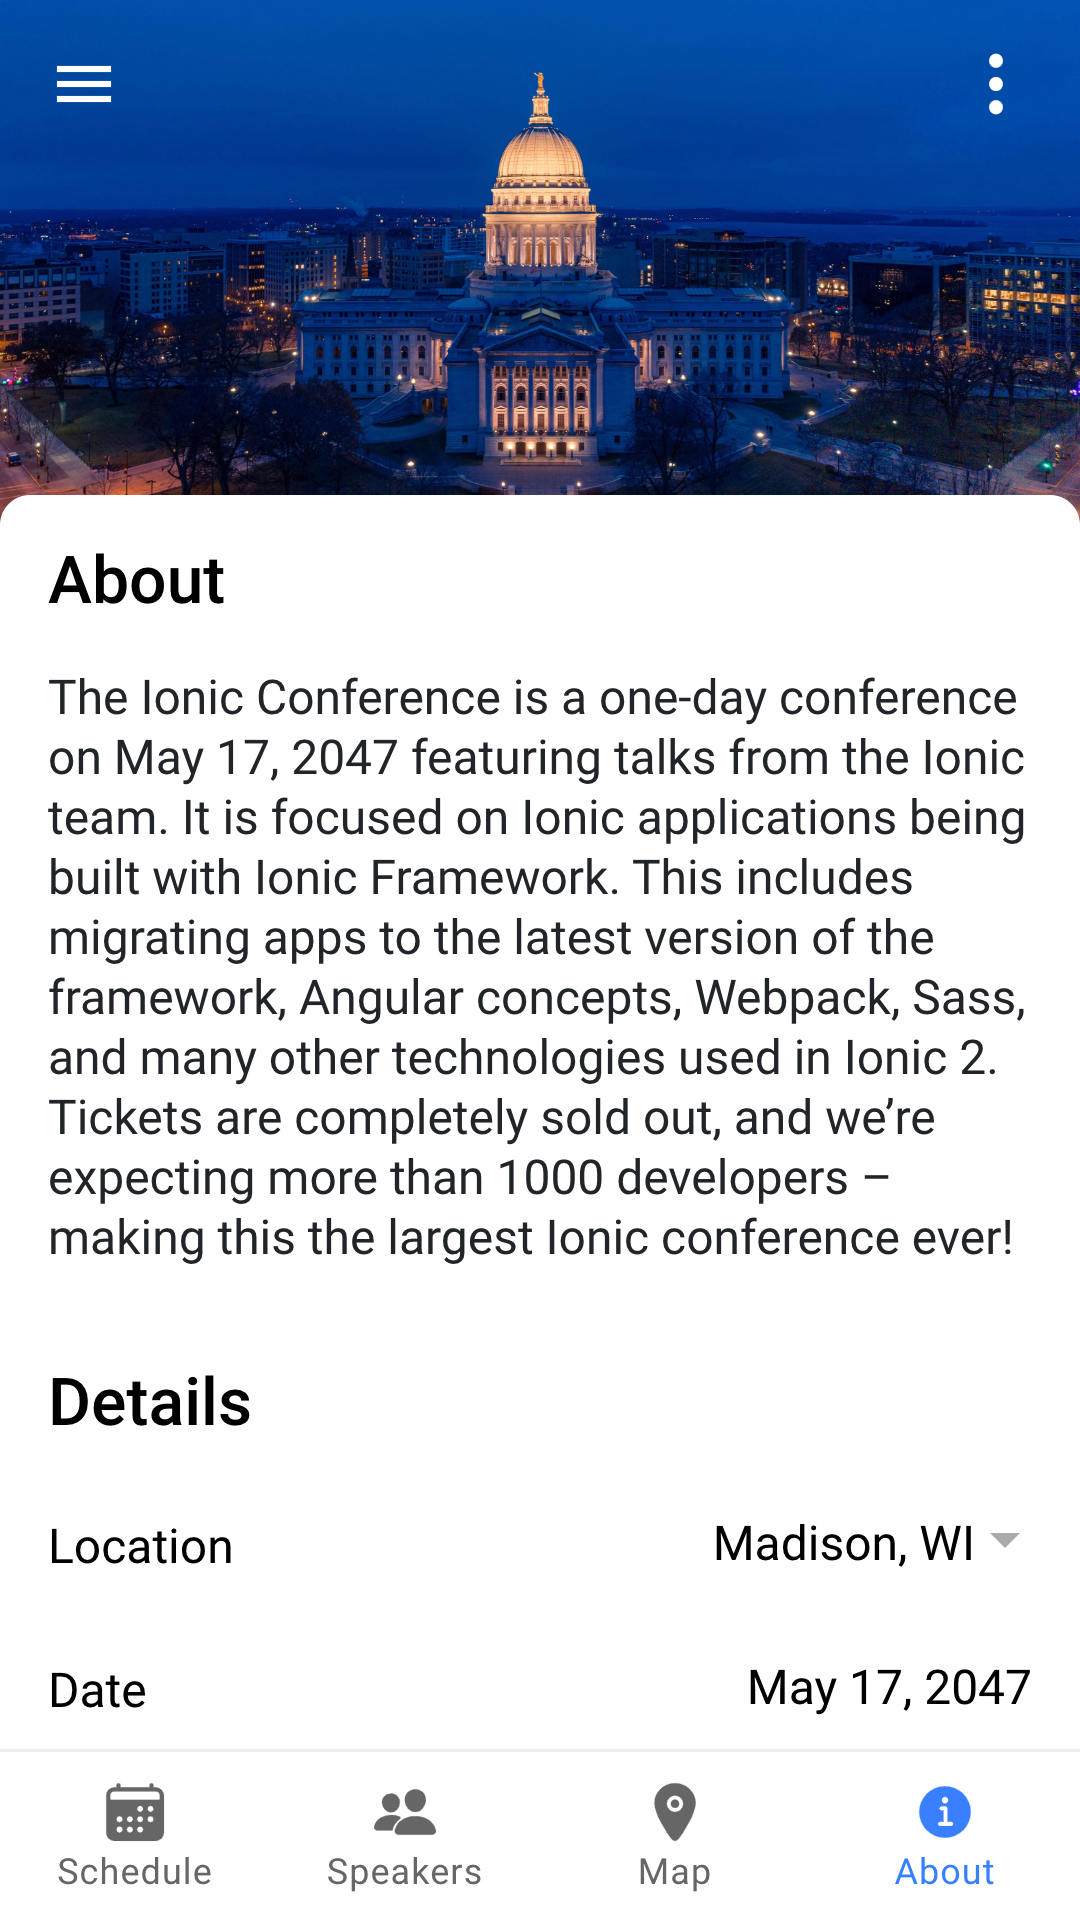 About
The Ionic Conference is a one-day conference
on May 17, 2047 featuring talks from the Ionic
team. It is focused on Ionic applications being
built with Ionic Framework. This includes
migrating apps to the latest version of the
framework, Angular concepts, Webpack, Sass,
and many other technologies used in Ionic 2.
Tickets are completely sold out, and we’re
expecting more than 1000 developers –
making this the largest Ionic conference ever!
Details
Location Madison, WI
Date May 17, 2047
Schedule Speakers Map About